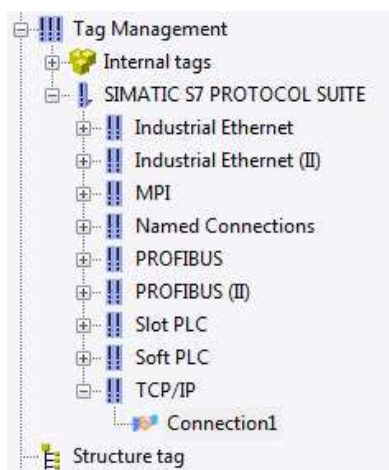 Tag Management
Internal tags
SIMATIC S7 PROTOCOL SUITE
Industrial Ethernet
Industrial Ethernet (II)
MPI
Named Connections
PROFIBUS
PROFIBUS (II)
Slot PLC
Soft PLC
TCP/IP
Connection1
Structure tag